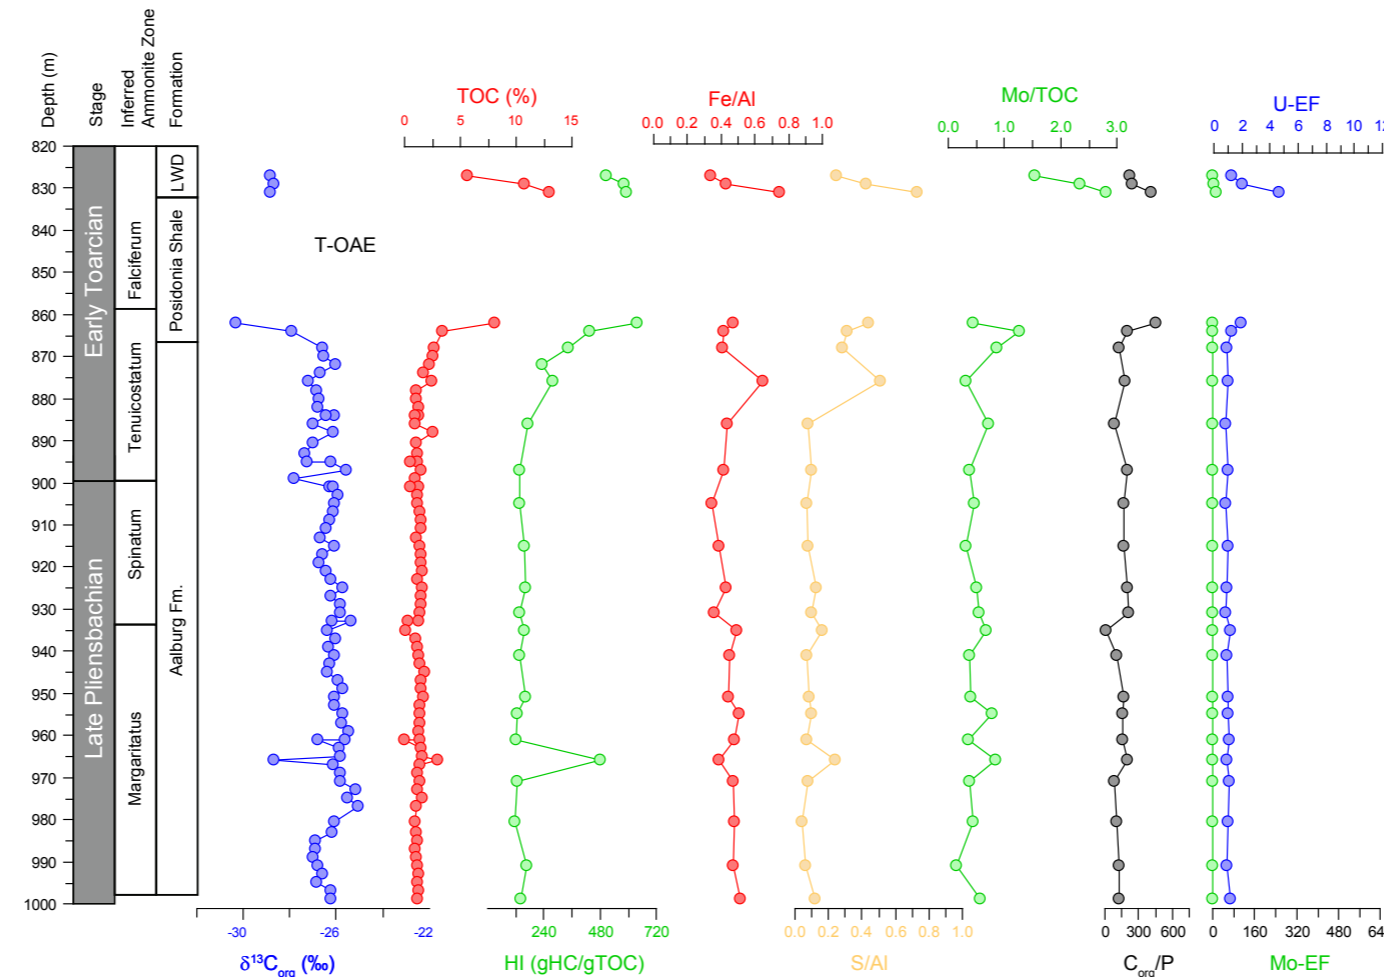 Depth (m)
Stage
Inferred
Ammonite Zone
Formation
TOC (%)
0 5 10 15
Fe/Al
0.0 0.2 0.4 0.6 0.8 1.0
Mo/TOC
0.0 1.0 2.0 3.0
U-EF
0 2 4 6 8 10 12
820
830
840
850
860
870
880
890
900
910
920
930
940
950
960
970
980
990
1000
Early Toarcian
Late Pliensbachian
Falciferum
Tenuicostatum
Spinatum
Margaritatus
LWD
Posidonia Shale
Aalburg Fm.
T-OAE
-30 -26 -22
δ¹³Corg (‰)
240 480 720
HI (gHC/gTOC)
0.0 0.2 0.4 0.6 0.8 1.0
S/Al
0 300 600
Corg/P
0 160 320 480 64
Mo-EF